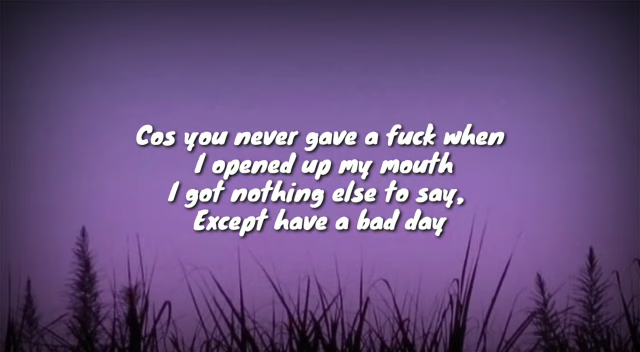 Cos you never gave a fuck when
I opened up my mouth
I got nothing else to say,
Except have a bad day